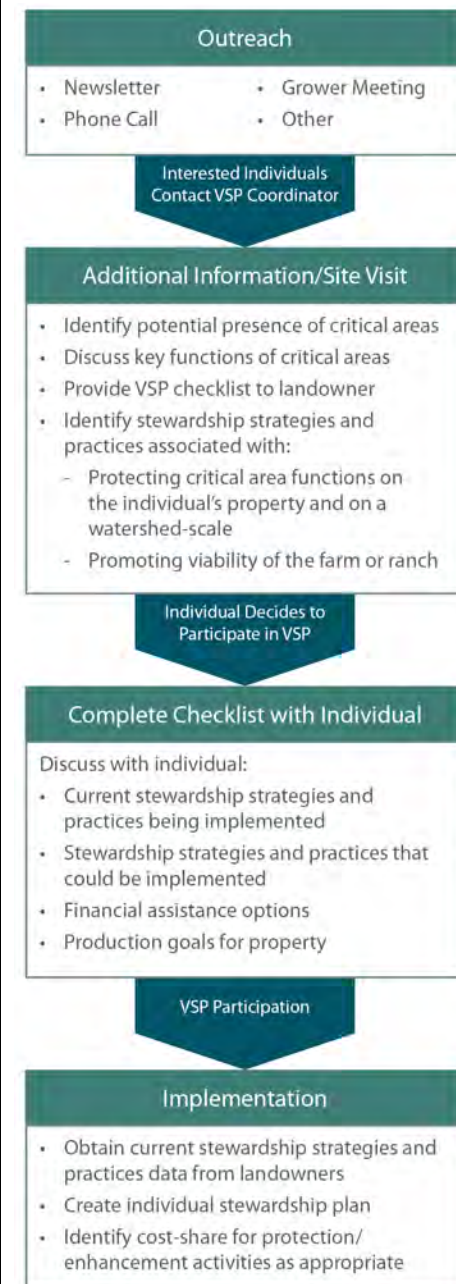 Outreach
• Newsletter
• Phone Call
• Grower Meeting
• Other
Interested Individuals
Contact VSP Coordinator
Additional Information/Site Visit
• Identify potential presence of critical areas
• Discuss key functions of critical areas
• Provide VSP checklist to landowner
• Identify stewardship strategies and
practices associated with:
- Protecting critical area functions on
the individual's property and on a
watershed-scale
- Promoting viability of the farm or ranch
Individual Decides to
Participate in VSP
Complete Checklist with Individual
Discuss with individual:
• Current stewardship strategies and
practices being implemented
• Stewardship strategies and practices that
could be implemented
• Financial assistance options
• Production goals for property
VSP Participation
Implementation
• Obtain current stewardship strategies and
practices data from landowners
• Create individual stewardship plan
• Identify cost-share for protection/
enhancement activities as appropriate